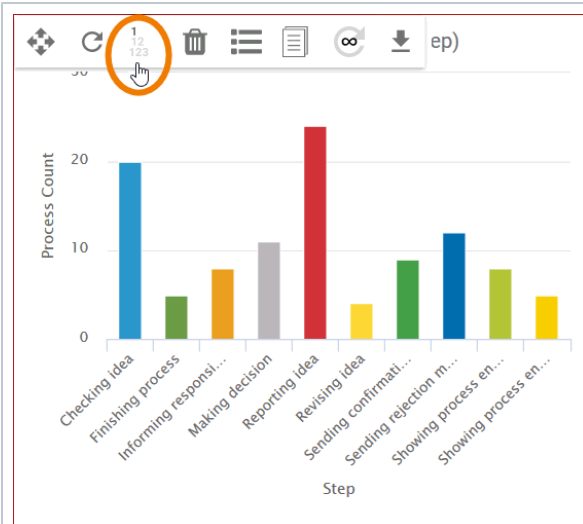 1
12
123
∞
ep)
30
20
10
0
Process Count
Checking idea
Finishing process
Informing responsi...
Making decision
Reporting idea
Revising idea
Sending confirmati...
Sending rejection m...
Showing process en...
Showing process en...
Step